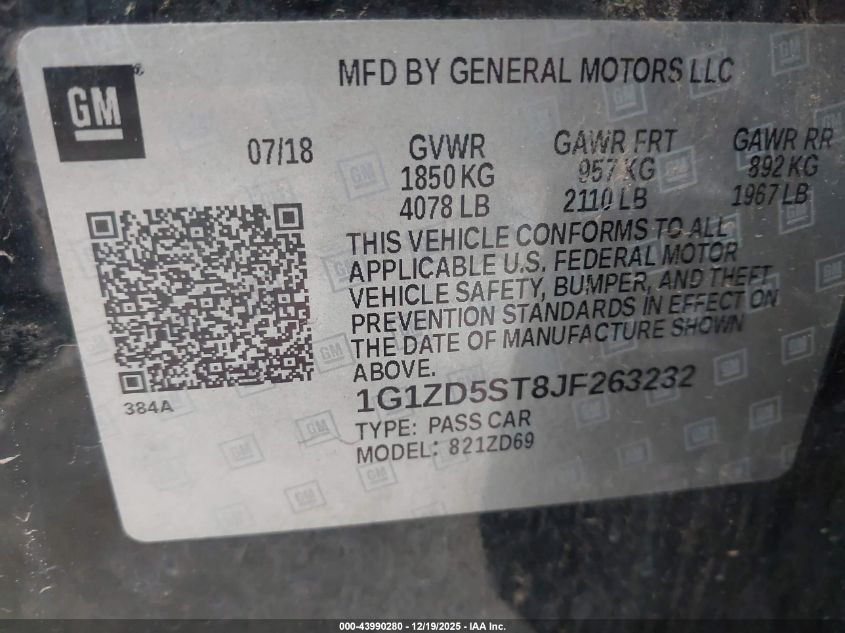 GM
MFD BY GENERAL MOTORS LLC
07/18
GVWR
1850 KG
4078 LB
GAWR FRT
957 KG
2110 LB
GAWR RR
892 KG
1967 LB
THIS VEHICLE CONFORMS TO ALL
APPLICABLE U.S. FEDERAL MOTOR
VEHICLE SAFETY, BUMPER, AND THEFT
PREVENTION STANDARDS IN EFFECT ON
THE DATE OF MANUFACTURE SHOWN
ABOVE.
384A
1G1ZD5ST8JF263232
TYPE: PASS CAR
MODEL: 821ZD69
000-43990280 - 12/19/2025 - IAA Inc.